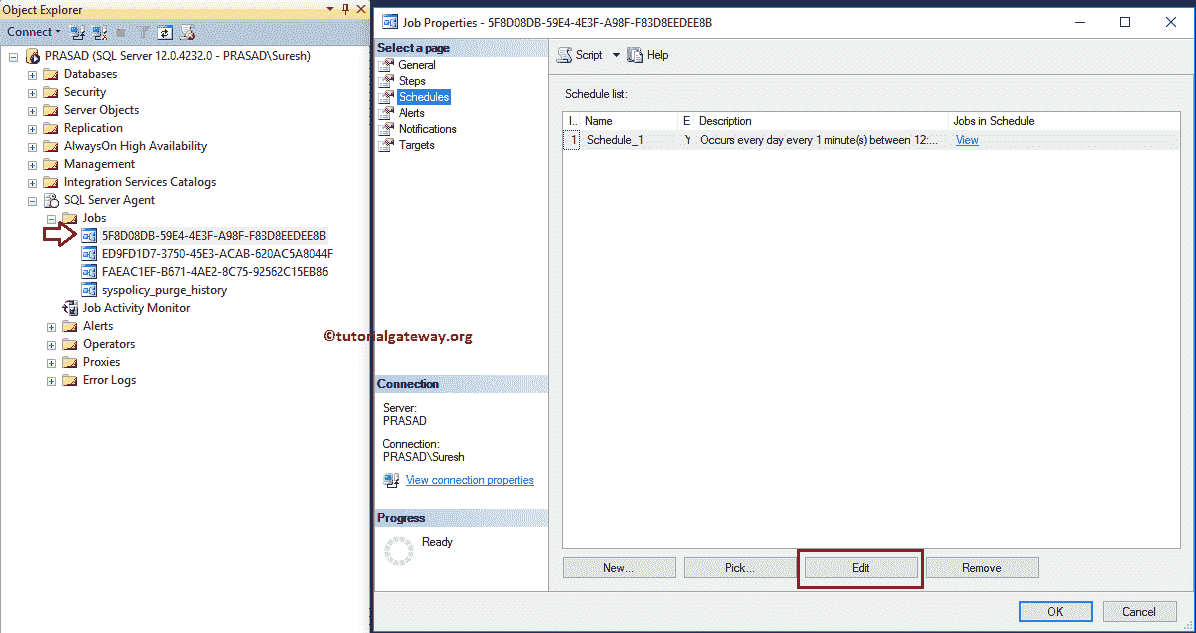 Object Explorer
Connect
PRASAD (SQL Server 12.0.4232.0 - PRASAD\Suresh)
Databases
Security
Server Objects
Replication
AlwaysOn High Availability
Management
Integration Services Catalogs
SQL Server Agent
Jobs
5F8D08DB-59E4-4E3F-A98F-F83D8EEDEE8B
ED9FD1D7-3750-45E3-ACAB-620AC5A8044F
FAEAC1EF-B671-4AE2-8C75-92562C15EB86
syspolicy_purge_history
Job Activity Monitor
Alerts
Operators
Proxies
Error Logs
©tutorialgateway.org
Job Properties - 5F8D08DB-59E4-4E3F-A98F-F83D8EEDEE8B
Select a page
General
Steps
Schedules
Alerts
Notifications
Targets
Connection
Server:
PRASAD
Connection:
PRASAD\Suresh
View connection properties
Progress
Ready
Script Help
Schedule list:
I.. Name E Description Jobs in Schedule
1 Schedule_1 Y Occurs every day every 1 minute(s) between 12:... View
New... Pick... Edit Remove
OK Cancel